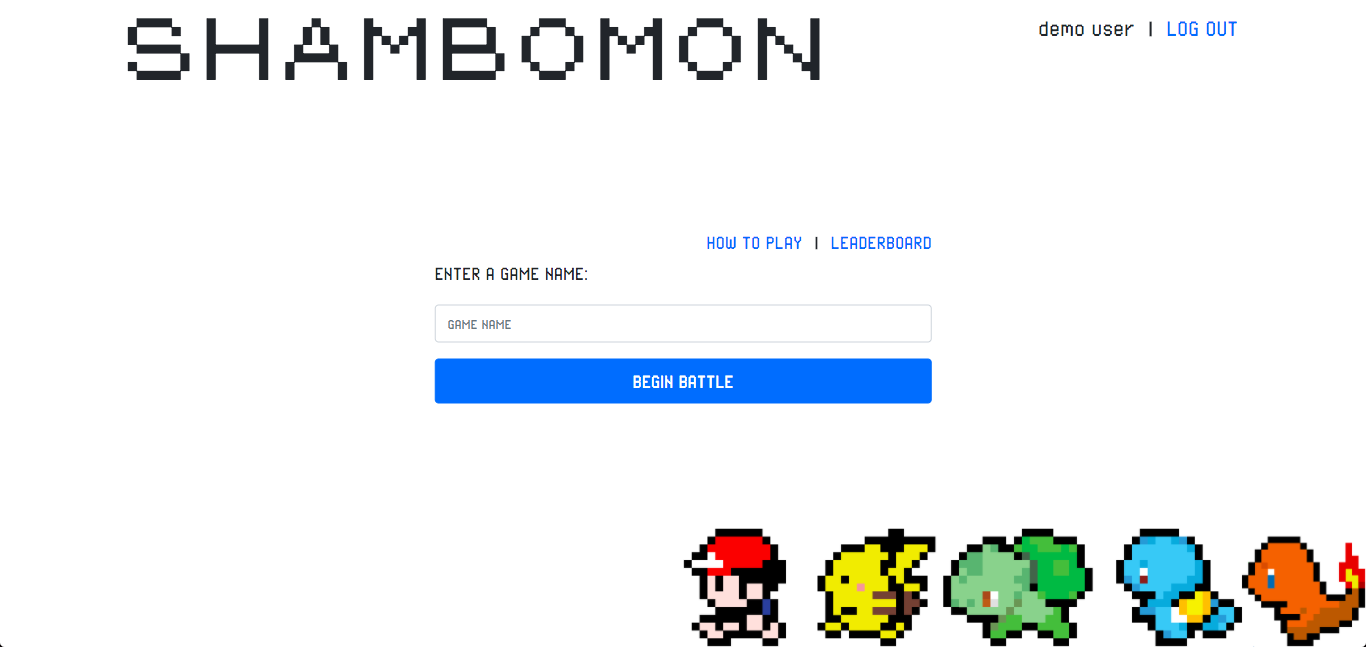 SHAMBOMON
demo user | LOG OUT
HOW TO PLAY | LEADERBOARD
ENTER A GAME NAME:
GAME NAME
BEGIN BATTLE